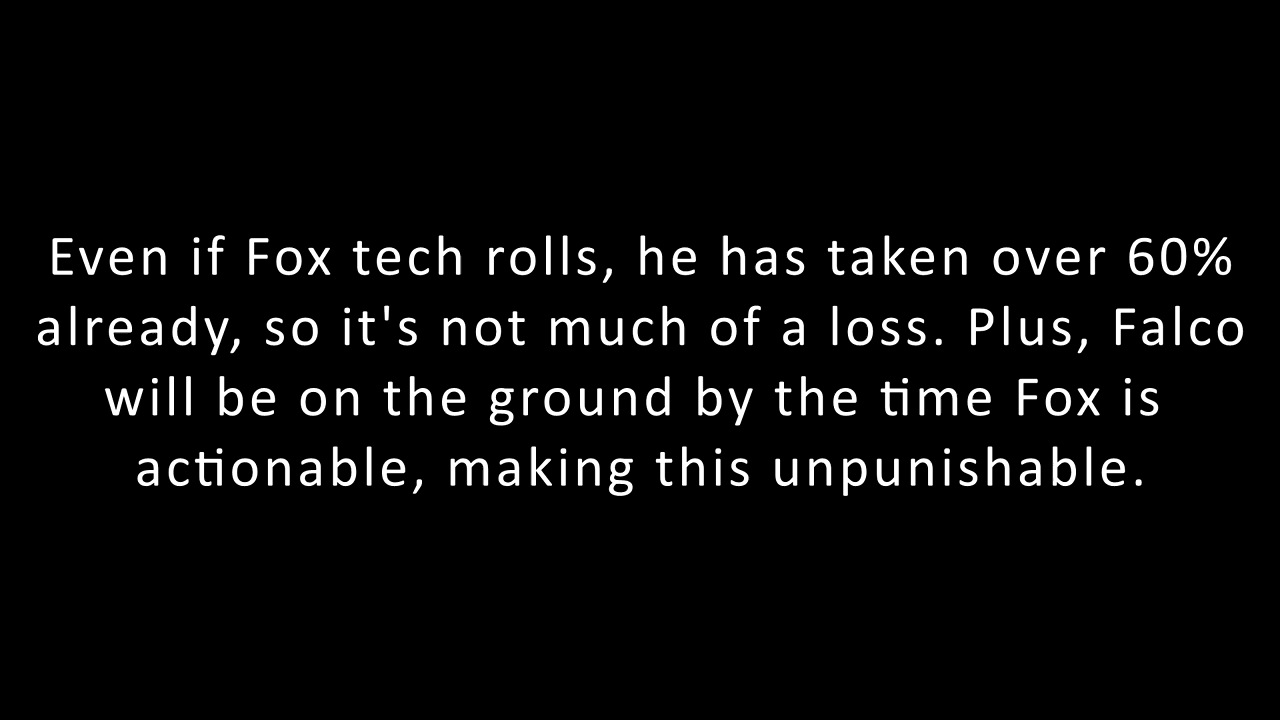 Even if Fox tech rolls, he has taken over 60%
already, so it's not much of a loss. Plus, Falco
will be on the ground by the time Fox is
actionable, making this unpunishable.